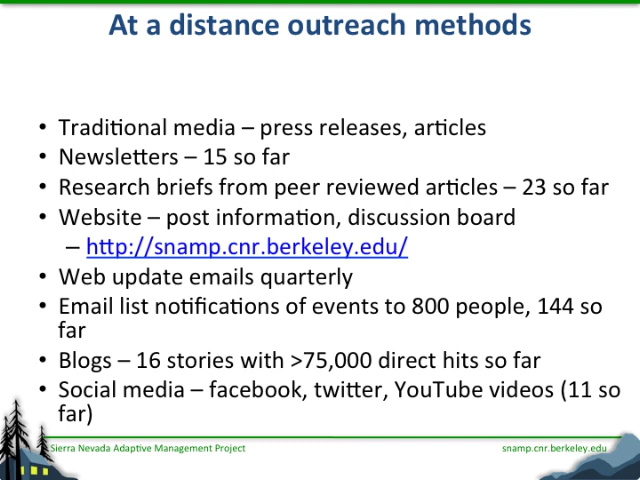 At a distance outreach methods
• Traditional media – press releases, articles
• Newsletters – 15 so far
• Research briefs from peer reviewed articles – 23 so far
• Website – post information, discussion board
– http://snamp.cnr.berkeley.edu/
• Web update emails quarterly
• Email list notifications of events to 800 people, 144 so
far
• Blogs – 16 stories with >75,000 direct hits so far
• Social media – facebook, twitter, YouTube videos (11 so
far)
Sierra Nevada Adaptive Management Project
snamp.cnr.berkeley.edu